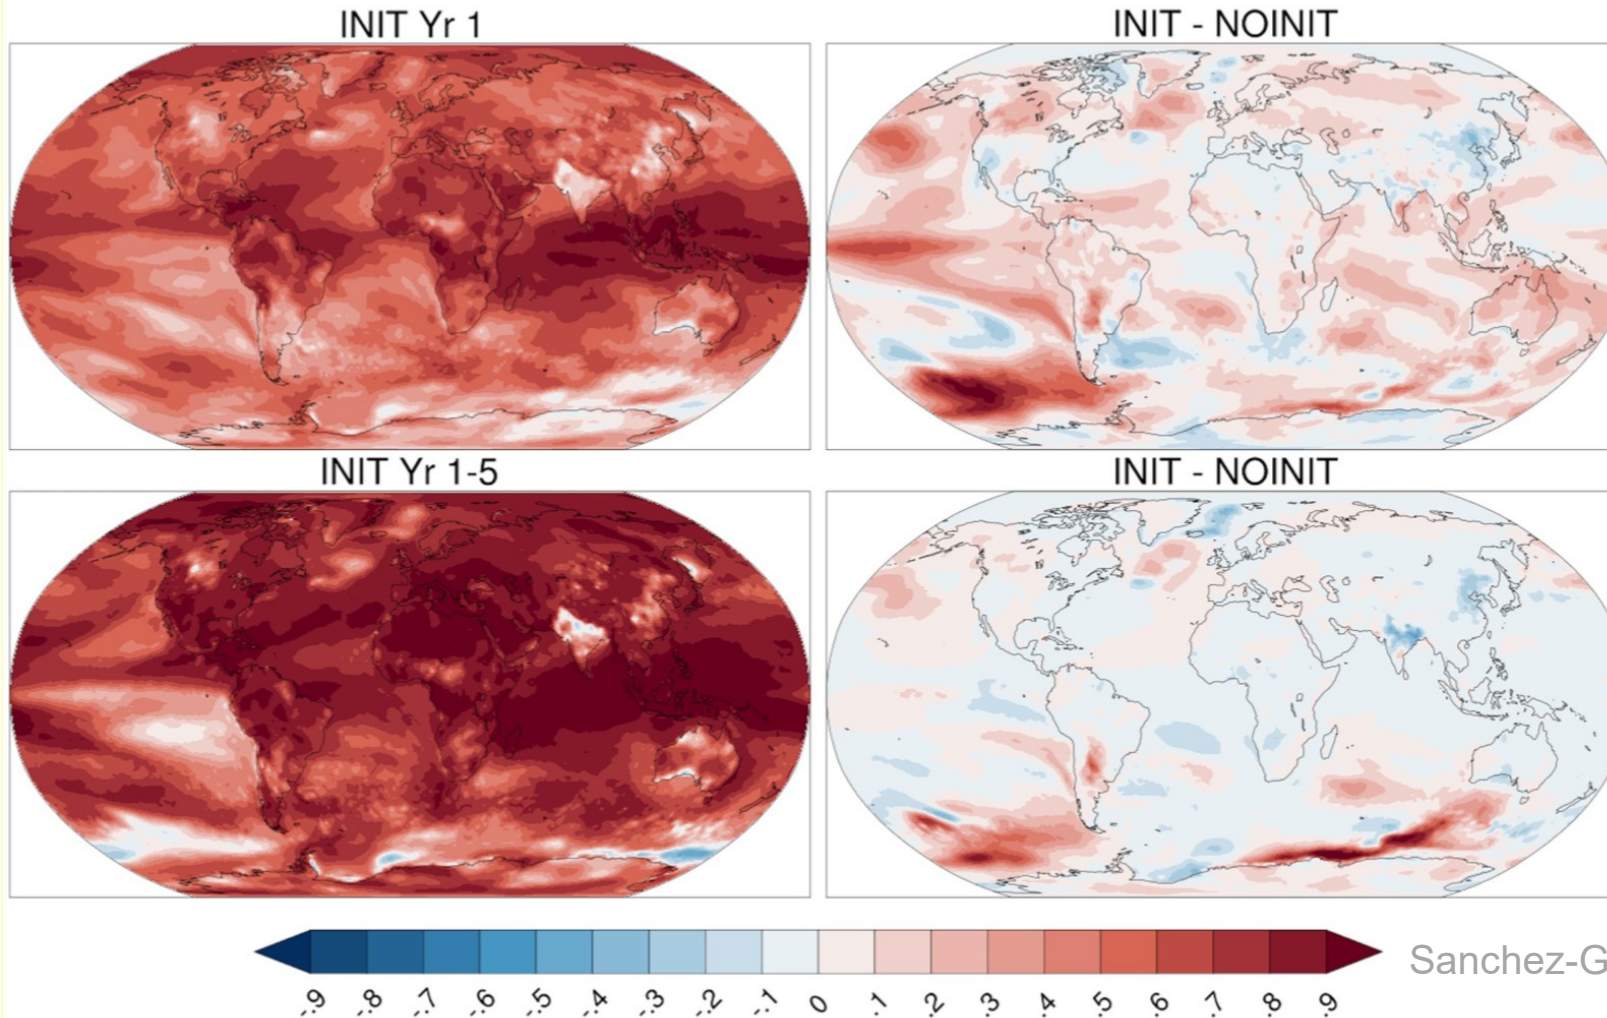 INIT Yr 1
INIT - NOINIT
INIT Yr 1-5
INIT - NOINIT
-.9 -.8 -.7 -.6 -.5 -.4 -.3 -.2 -.1 0 .1 .2 .3 .4 .5 .6 .7 .8 .9
Sanchez-G